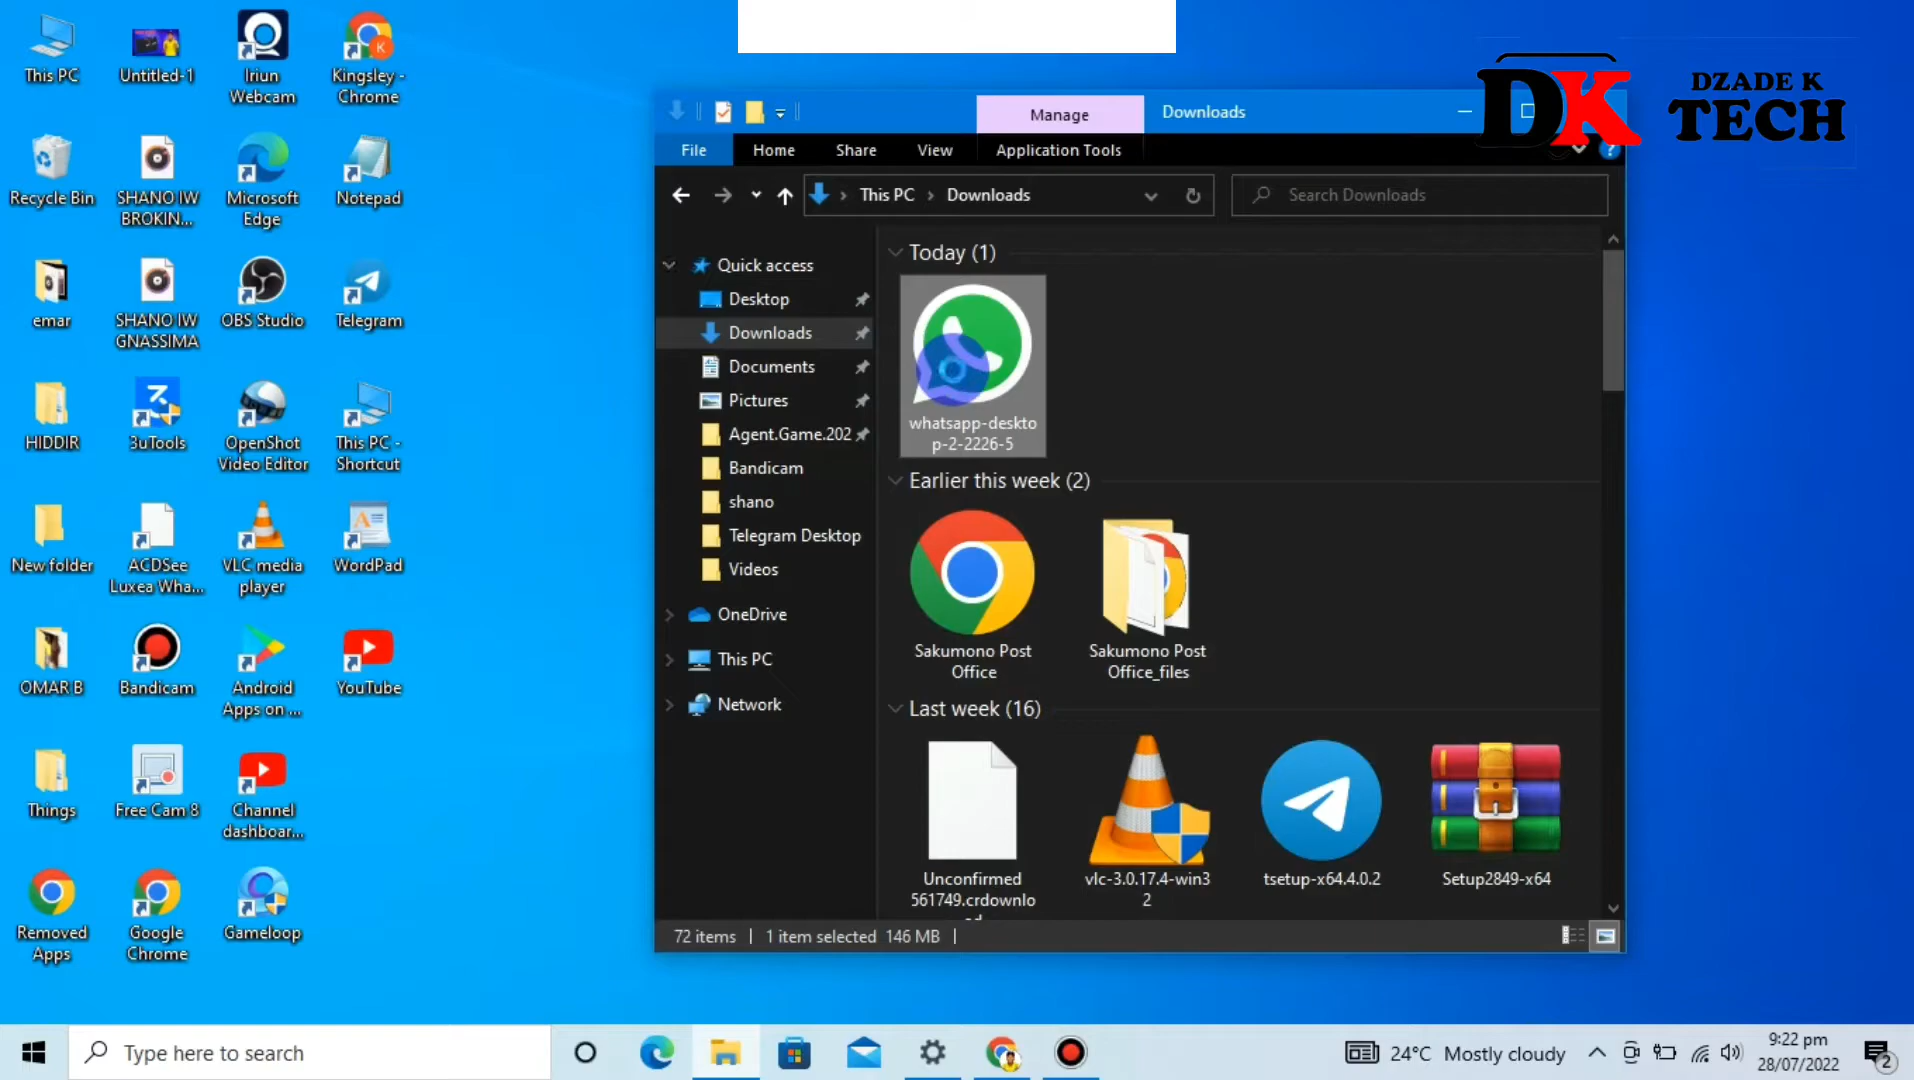 This PC
Untitled-1
Iriun
Webcam
Kingsley -
Chrome
Recycle Bin
SHANO IW
BROKIN...
Microsoft
Edge
Notepad
emar
SHANO IW
GNASSIMA
OBS Studio
Telegram
HIDDIR
3uTools
OpenShot
Video Editor
This PC -
Shortcut
New folder
ACDSee
Luxea Wha...
VLC media
player
WordPad
OMAR B
Bandicam
Android
Apps on ...
YouTube
Things
Free Cam 8
Channel
dashboar...
Removed
Apps
Google
Chrome
Gameloop
Manage
Downloads
DK
DZADE K
TECH
File
Home
Share
View
Application Tools
This PC
Downloads
Search Downloads
Quick access
Desktop
Downloads
Documents
Pictures
Agent.Game.202
Bandicam
shano
Telegram Desktop
Videos
OneDrive
This PC
Network
Today (1)
whatsapp-deskto
p-2-2226-5
Earlier this week (2)
Sakumono Post
Office
Sakumono Post
Office_files
Last week (16)
Unconfirmed
561749.crdownlo
vlc-3.0.17.4-win3
2
tsetup-x64.4.0.2
Setup2849-x64
72 items
1 item selected 146 MB
Type here to search
24°C Mostly cloudy
9:22 pm
28/07/2022
2